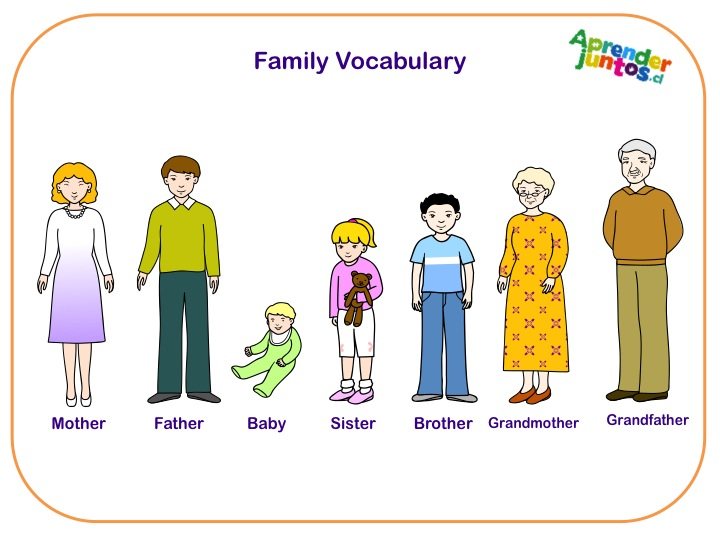 Family Vocabulary
Aprender
juntos.cl
Mother Father Baby Sister Brother Grandmother Grandfather